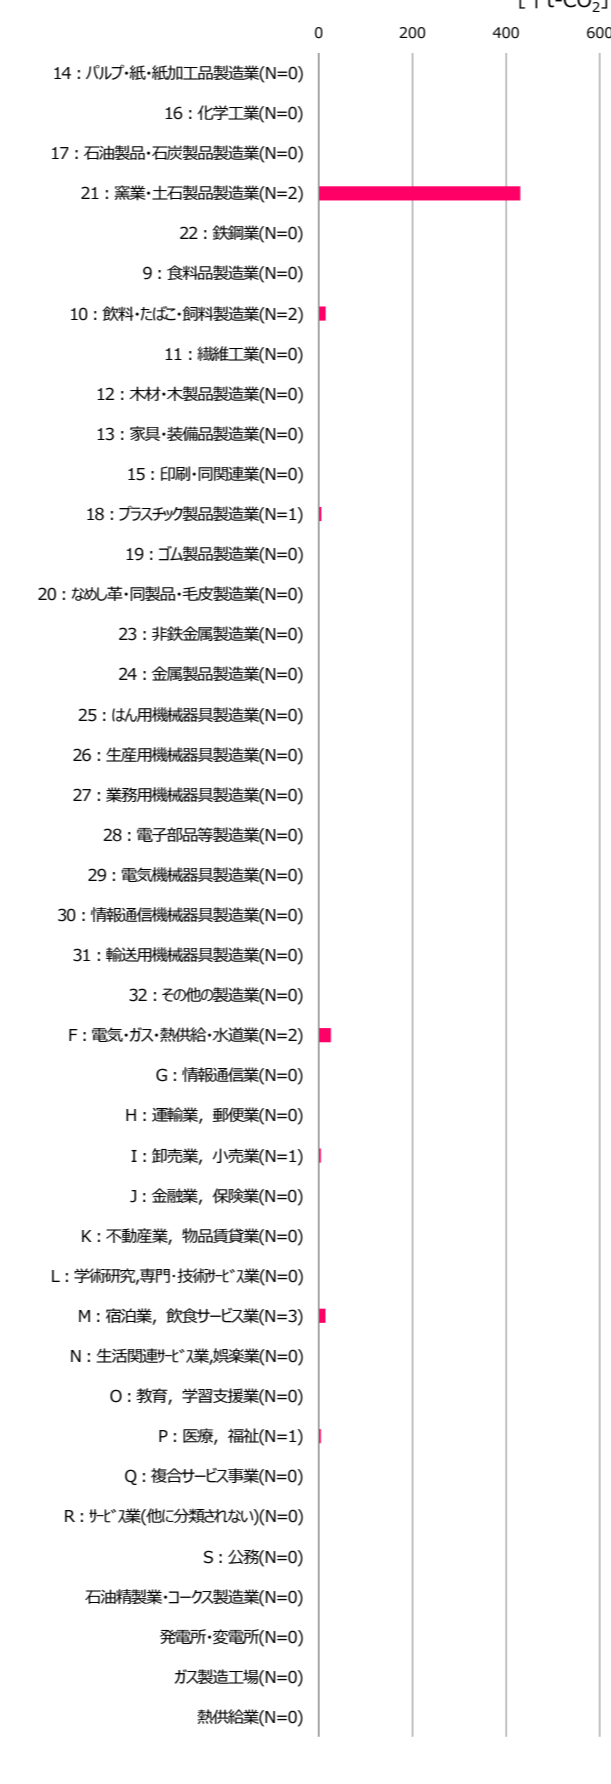 [千t-CO2]
0 200 400 600
14：パルプ・紙・紙加工品製造業(N=0)
16：化学工業(N=0)
17：石油製品・石炭製品製造業(N=0)
21：窯業・土石製品製造業(N=2)
22：鉄鋼業(N=0)
9：食料品製造業(N=0)
10：飲料・たばこ・飼料製造業(N=2)
11：繊維工業(N=0)
12：木材・木製品製造業(N=0)
13：家具・装備品製造業(N=0)
15：印刷・同関連業(N=0)
18：プラスチック製品製造業(N=1)
19：ゴム製品製造業(N=0)
20：なめし革・同製品・毛皮製造業(N=0)
23：非鉄金属製造業(N=0)
24：金属製品製造業(N=0)
25：はん用機械器具製造業(N=0)
26：生産用機械器具製造業(N=0)
27：業務用機械器具製造業(N=0)
28：電子部品等製造業(N=0)
29：電気機械器具製造業(N=0)
30：情報通信機械器具製造業(N=0)
31：輸送用機械器具製造業(N=0)
32：その他の製造業(N=0)
F：電気・ガス・熱供給・水道業(N=2)
G：情報通信業(N=0)
H：運輸業，郵便業(N=0)
I：卸売業，小売業(N=1)
J：金融業，保険業(N=0)
K：不動産業，物品賃貸業(N=0)
L：学術研究,専門・技術ｻｰﾋﾞｽ業(N=0)
M：宿泊業，飲食サービス業(N=3)
N：生活関連ｻｰﾋﾞｽ業,娯楽業(N=0)
O：教育，学習支援業(N=0)
P：医療，福祉(N=1)
Q：複合サービス事業(N=0)
R：ｻｰﾋﾞｽ業(他に分類されない)(N=0)
S：公務(N=0)
石油精製業・コークス製造業(N=0)
発電所・変電所(N=0)
ガス製造工場(N=0)
熱供給業(N=0)